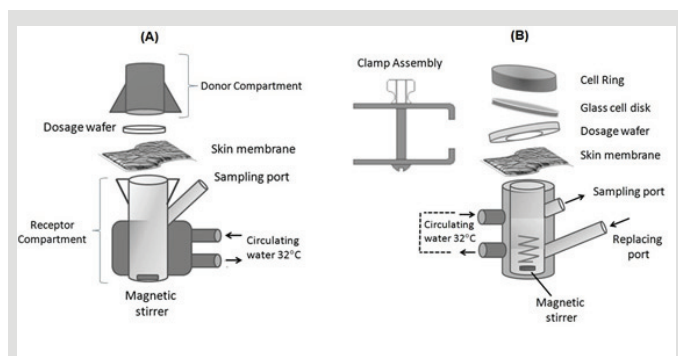 (A)
Donor Compartment
Dosage wafer
Skin membrane
Sampling port
Receptor
Compartment
Circulating
water 32°C
Magnetic
stirrer
(B)
Clamp Assembly
Cell Ring
Glass cell disk
Dosage wafer
Skin membrane
Sampling port
Circulating
water 32°C
Replacing
port
Magnetic
stirrer